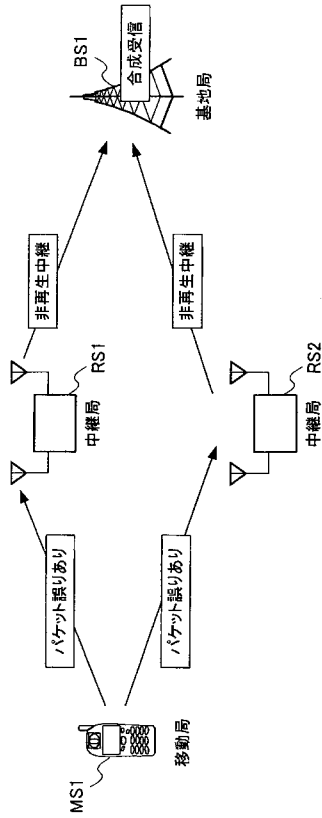 MS1
移動局
パケット誤りあり
パケット誤りあり
RS1
中継局
RS2
中継局
非再生中継
非再生中継
BS1
合成受信
基地局